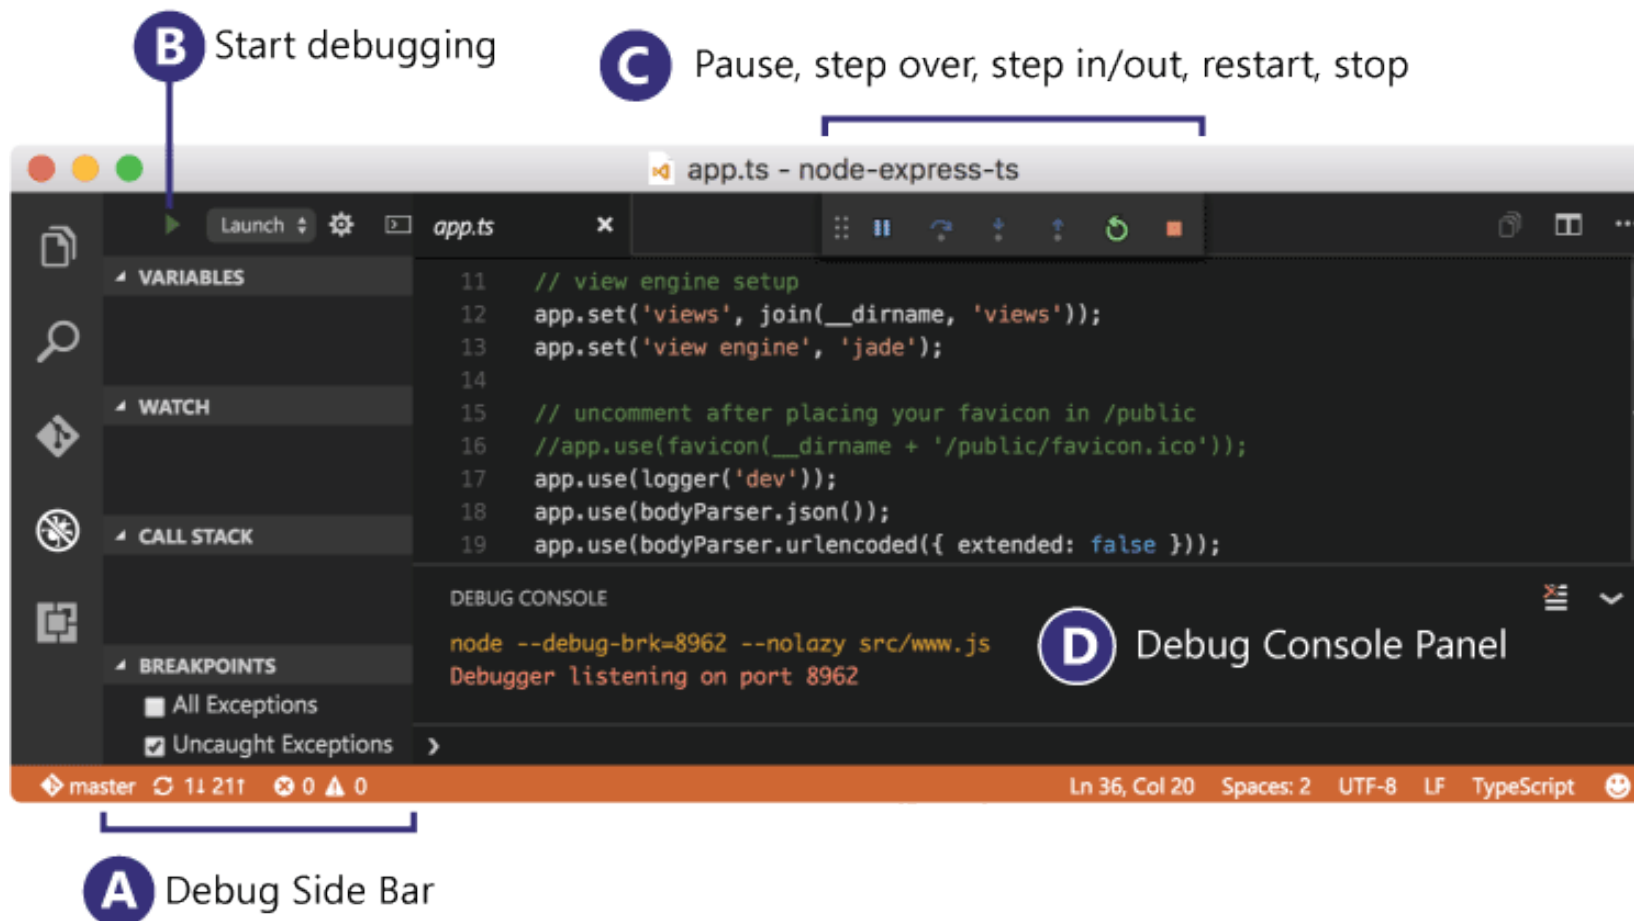 B Start debugging
C Pause, step over, step in/out, restart, stop
app.ts - node-express-ts
Launch
app.ts
VARIABLES
WATCH
CALL STACK
BREAKPOINTS
All Exceptions
Uncaught Exceptions
11 // view engine setup
12 app.set('views', join(__dirname, 'views'));
13 app.set('view engine', 'jade');
14
15 // uncomment after placing your favicon in /public
16 //app.use(favicon(__dirname + '/public/favicon.ico'));
17 app.use(logger('dev'));
18 app.use(bodyParser.json());
19 app.use(bodyParser.urlencoded({ extended: false }));
DEBUG CONSOLE
node --debug-brk=8962 --nolazy src/www.js
Debugger listening on port 8962
D Debug Console Panel
master 1↓ 21↑ 0 0 Ln 36, Col 20 Spaces: 2 UTF-8 LF TypeScript
A Debug Side Bar